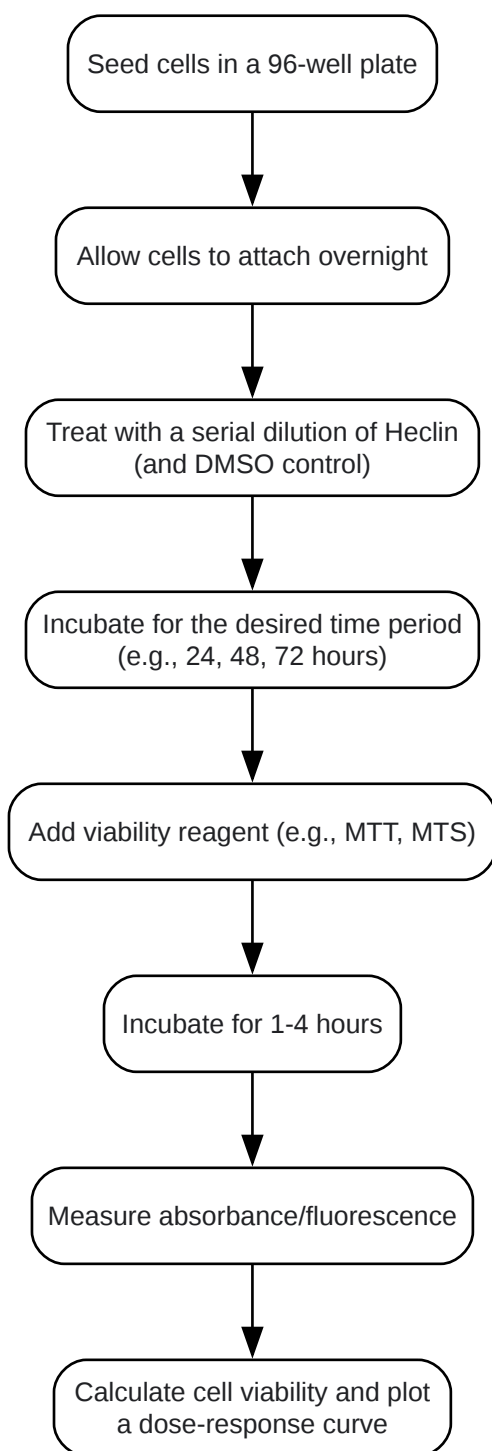 Seed cells in a 96-well plate
Allow cells to attach overnight
Treat with a serial dilution of Heclin
(and DMSO control)
Incubate for the desired time period
(e.g., 24, 48, 72 hours)
Add viability reagent (e.g., MTT, MTS)
Incubate for 1-4 hours
Measure absorbance/fluorescence
Calculate cell viability and plot
a dose-response curve